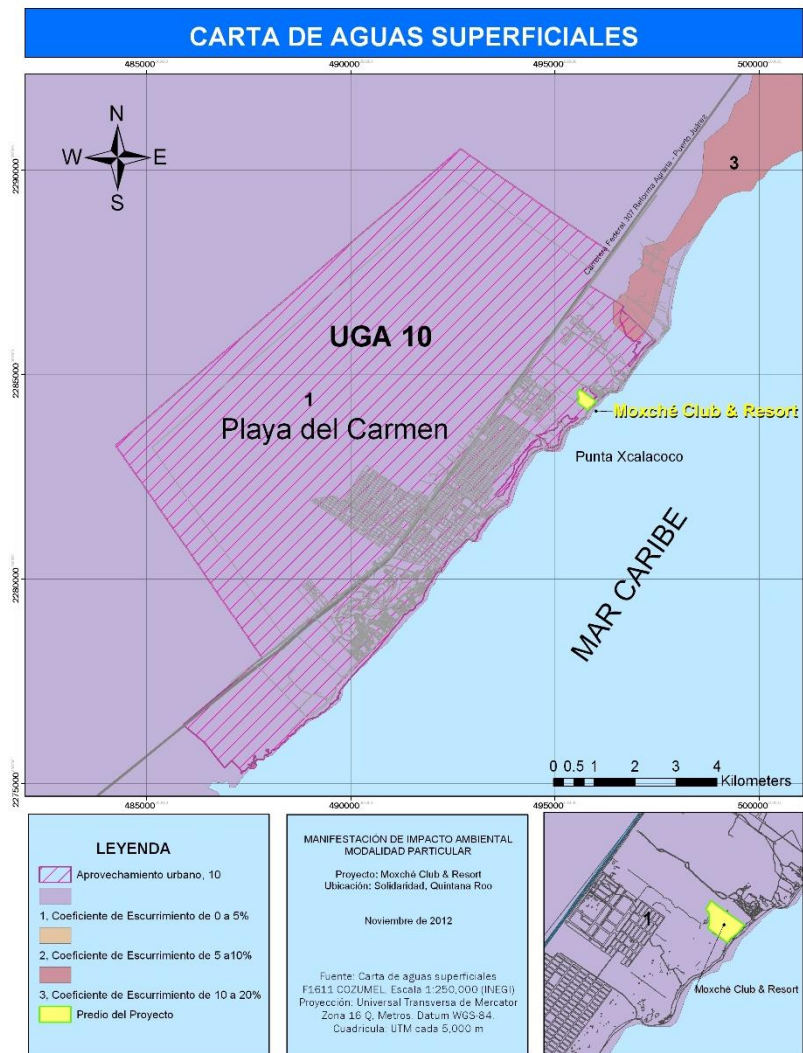 CARTA DE AGUAS SUPERFICIALES
485000
490000
495000
500000
N
W E
S
2290000
2285000
2280000
2275000
Carretera Federal 307 Reforma Agraria - Puerto Juárez
3
UGA 10
1
Playa del Carmen
Moxché Club & Resort
Punta Xcalacoco
MAR CARIBE
0 0.5 1 2 3 4
Kilometers
485000
490000
495000
500000
LEYENDA
Aprovechamiento urbano, 10
1, Coeficiente de Escurrimiento de 0 a 5%
2, Coeficiente de Escurrimiento de 5 a10%
3, Coeficiente de Escurrimiento de 10 a 20%
Predio del Proyecto
MANIFESTACIÓN DE IMPACTO AMBIENTAL
MODALIDAD PARTICULAR
Proyecto: Moxché Club & Resort
Ubicación: Solidaridad, Quintana Roo
Noviembre de 2012
Fuente: Carta de aguas superficiales
F1611 COZUMEL, Escala 1:250,000 (INEGI)
Proyección: Universal Transversa de Mercator
Zona 16 Q, Metros. Datum WGS-84.
Cuadricula: UTM cada 5,000 m
1
Moxché Club & Resort